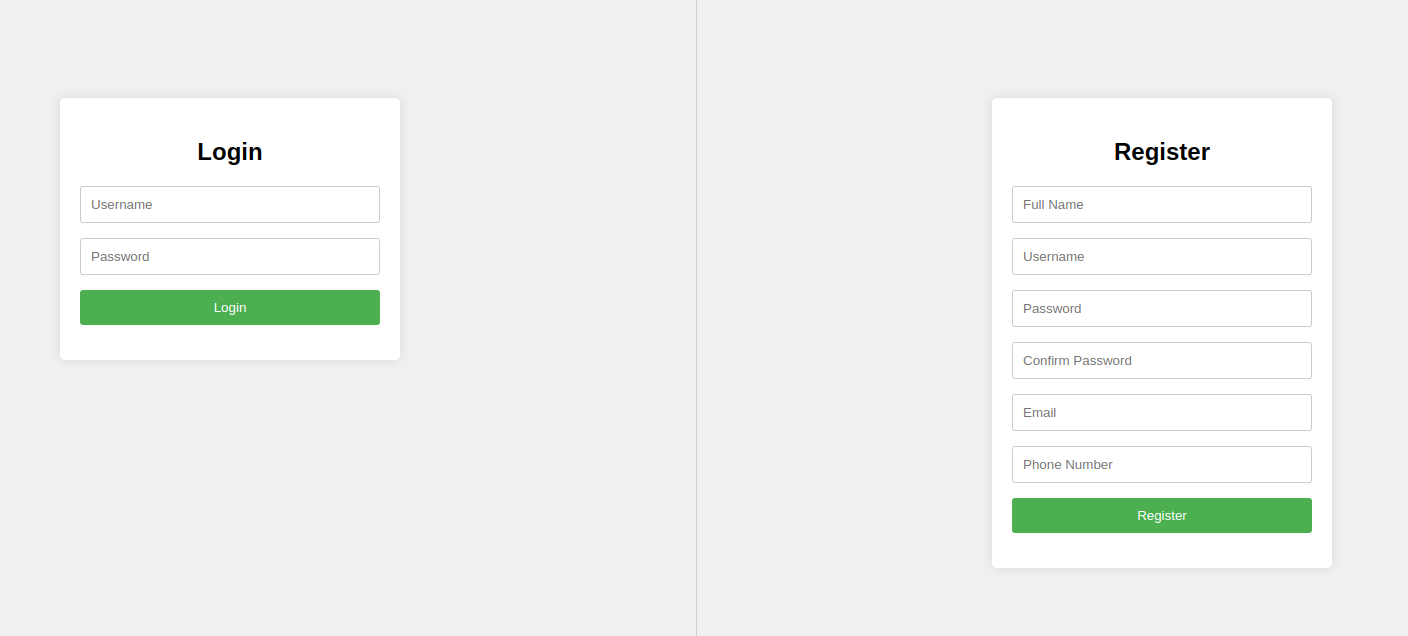 Login
Username
Password
Login
Register
Full Name
Username
Password
Confirm Password
Email
Phone Number
Register